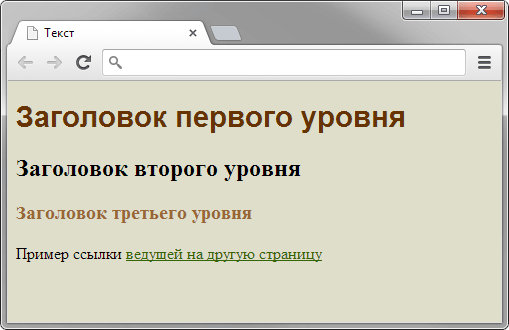 Текст
Заголовок первого уровня
Заголовок второго уровня
Заголовок третьего уровня
Пример ссылки ведущей на другую страницу